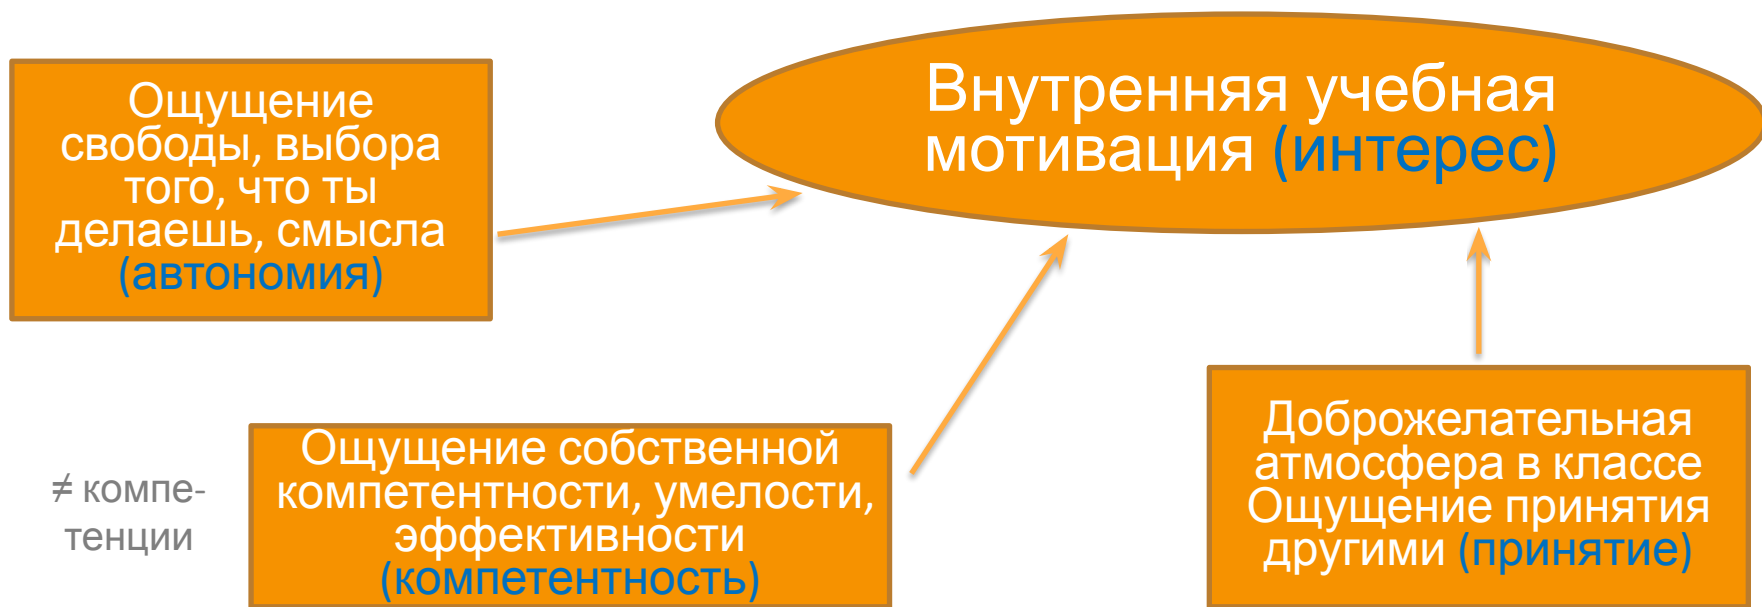 Внутренняя учебная
мотивация (интерес)
Ощущение
свободы, выбора
того, что ты
делаешь, смысла
(автономия)
≠ компе-
тенции
Ощущение собственной
компетентности, умелости,
эффективности
(компетентность)
Доброжелательная
атмосфера в классе
Ощущение принятия
другими (принятие)